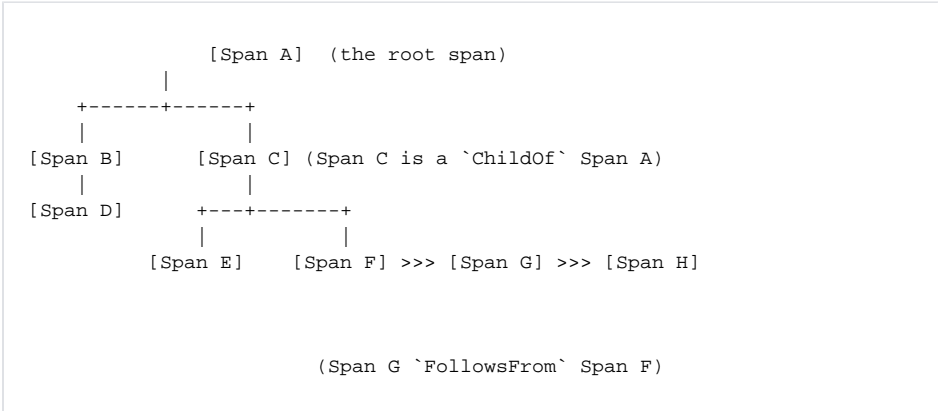 [Span A]  (the root span)
|
+------+------+
|             |
[Span B]      [Span C] (Span C is a `ChildOf` Span A)
|             |
[Span D]      +---+-------+
|           |
[Span E]    [Span F] >>> [Span G] >>> [Span H]
(Span G `FollowsFrom` Span F)